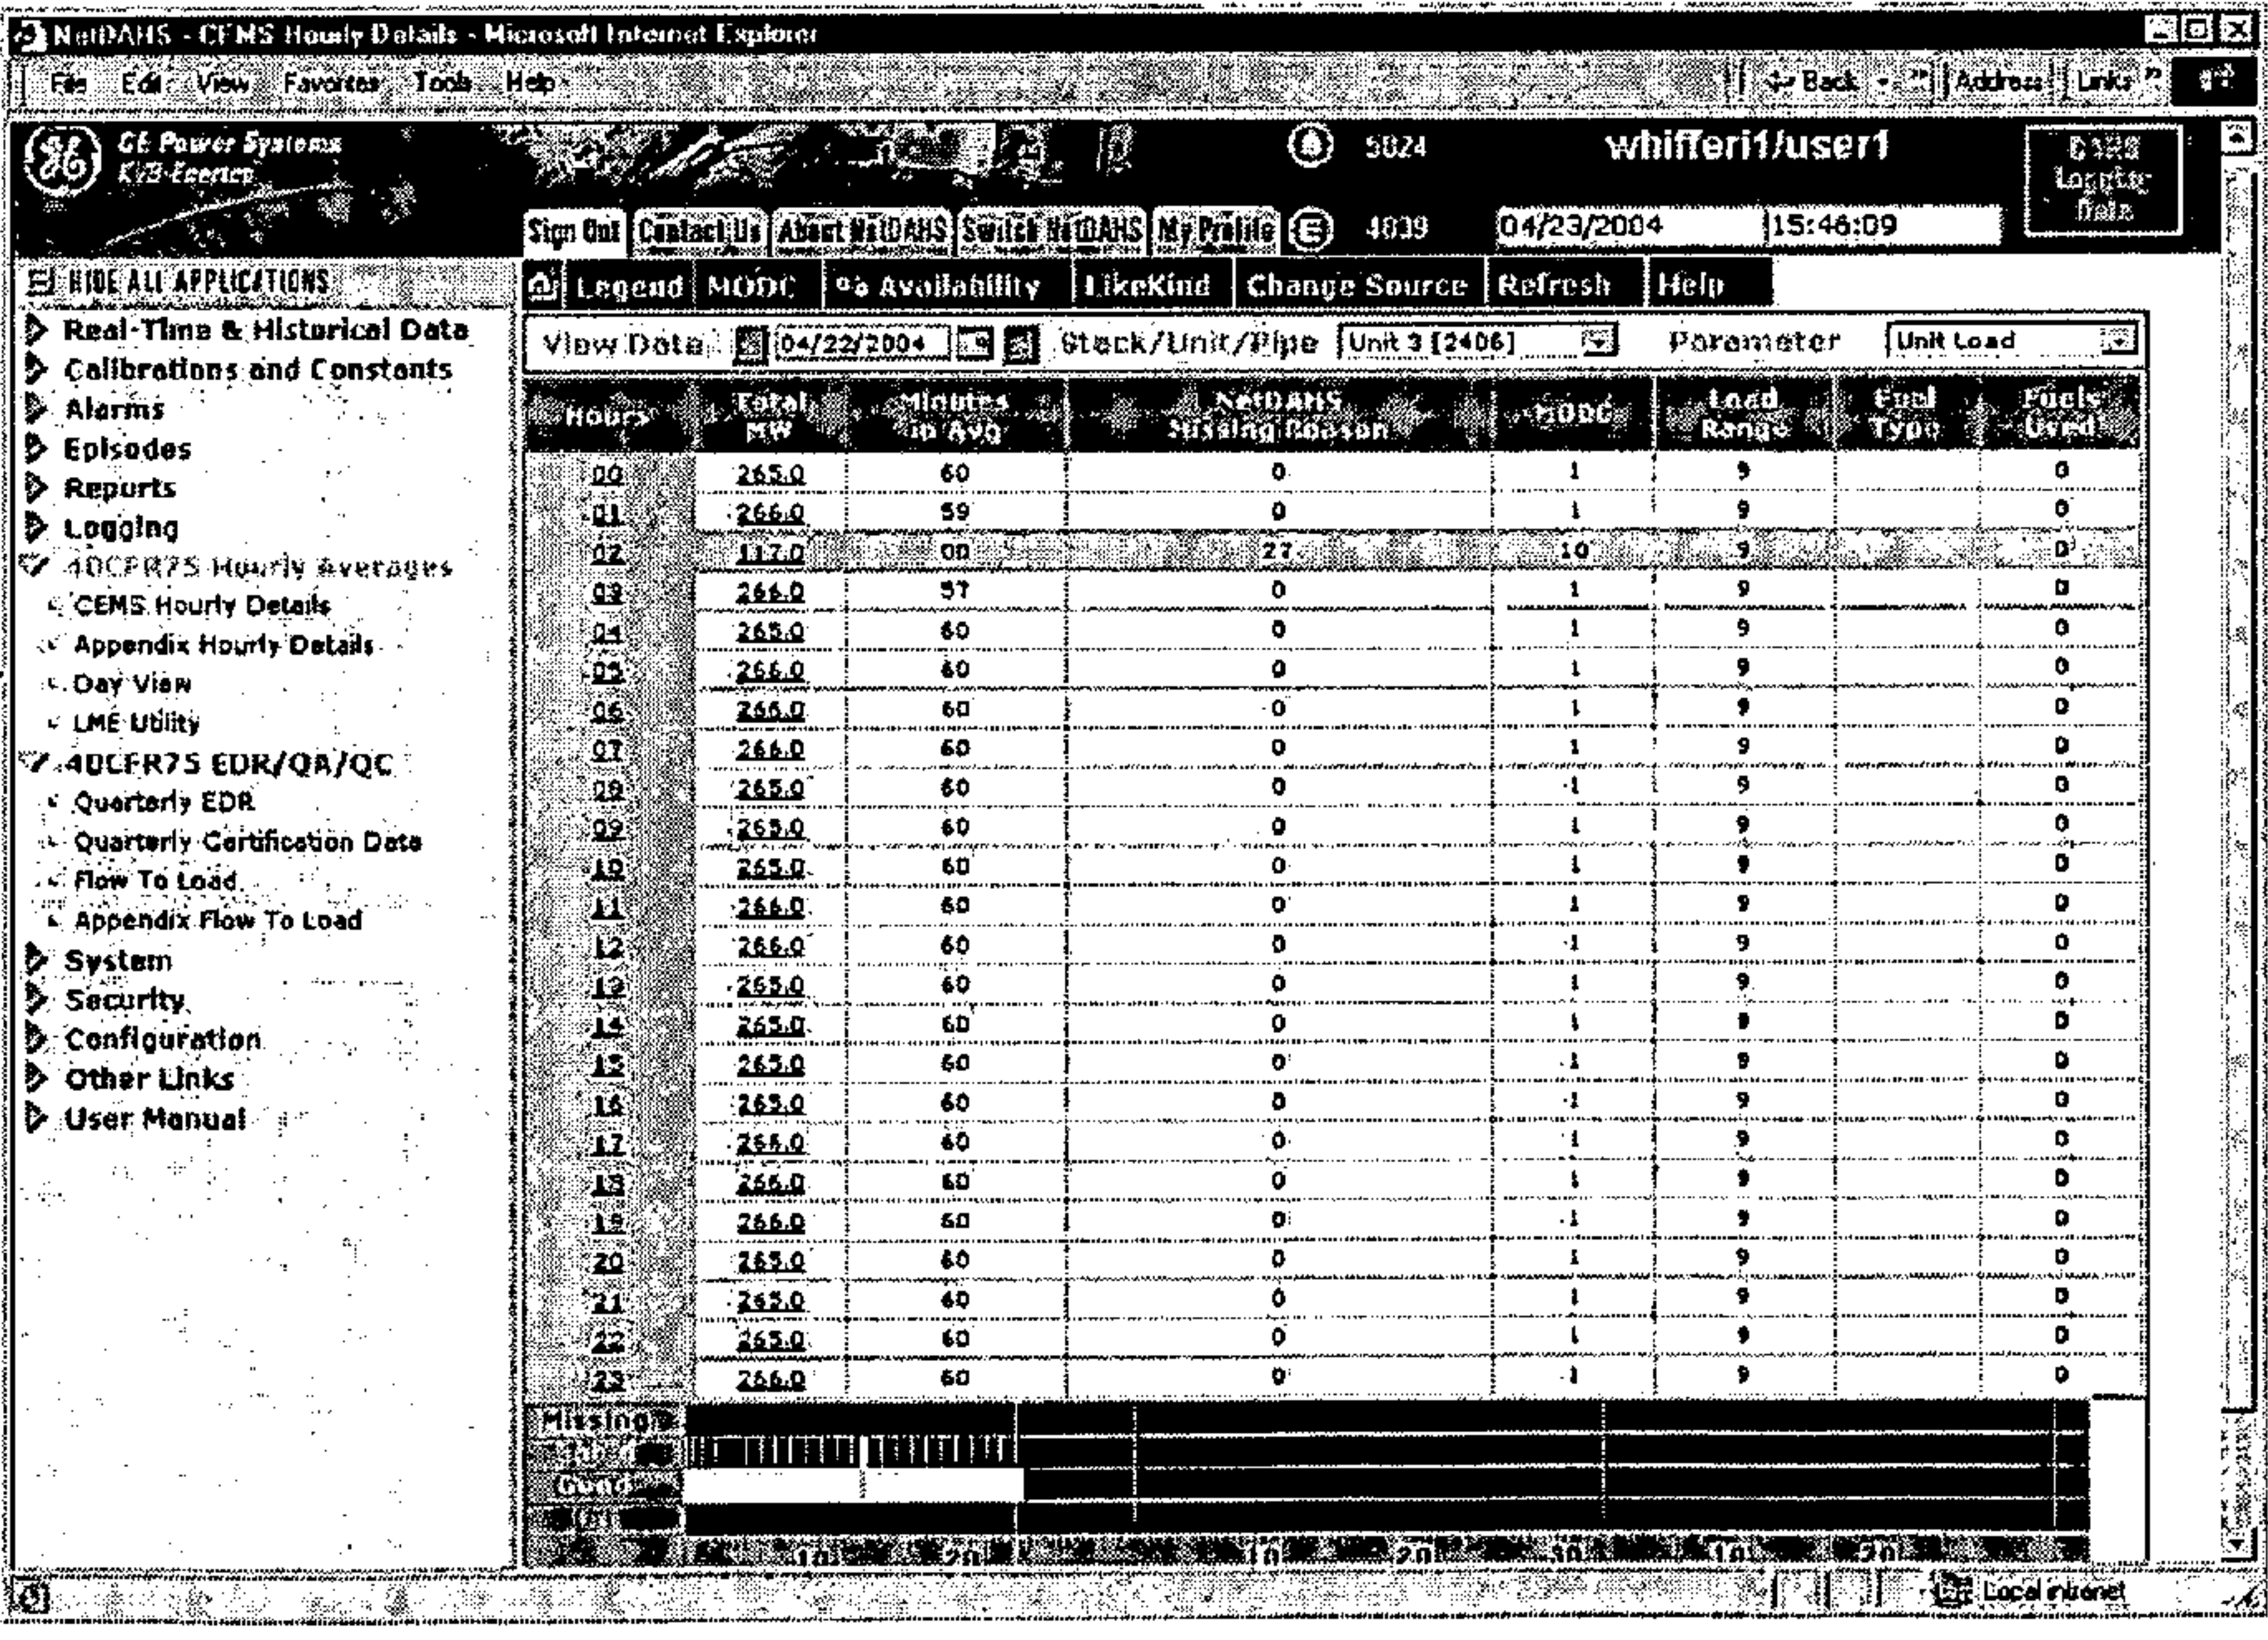 NetDAHS - CEMS Hourly Details - Microsoft Internet Explorer
File Edit View Favorites Tools Help
Back Address Links
GE Power Systems
5024
whifferi1/user1
Sign Out Contact Us About NetDAHS Switch NetDAHS My Profile
04/23/2004 15:46:09
HIDE ALL APPLICATIONS
Real-Time & Historical Data
Calibrations and Constants
Alarms
Episodes
Reports
Logging
40CFR75 Hourly Averages
CEMS Hourly Details
Appendix Hourly Details
Day View
LME Utility
40CFR75 EDR/QA/QC
Quarterly EDR
Quarterly Certification Data
Flow To Load
Appendix Flow To Load
System
Security
Configuration
Other Links
User Manual
Legend MODC % Availability LikeKind Change Source Refresh Help
View Data 04/22/2004 Stack/Unit/Pipe Unit 3 [2406] Parameter Unit Load
Hours Total MW Minutes in Avg NetDAHS Missing Reason MODC Load Range Fuel Type Fuels Used
00 265.0 60 0 1 9 0
01 266.0 59 0 1 9 0
02 117.0 00 27 10 9 0
03 266.0 57 0 1 9 0
04 265.0 60 0 1 9 0
05 266.0 60 0 1 9 0
06 60 0 1 9 0
07 266.0 60 0 1 9 0
08 265.0 60 0 1 9 0
09 265.0 60 0 1 9 0
10 265.0 60 0 1 9 0
11 266.0 60 0 1 9 0
12 266.0 60 0 1 9 0
13 265.0 60 0 1 9 0
14 265.0 60 0 1 9 0
15 265.0 60 0 1 9 0
16 265.0 60 0 1 9 0
17 60 0 1 9 0
18 60 0 1 9 0
19 266.0 60 0 1 9 0
20 265.0 60 0 1 9 0
21 265.0 60 0 1 9 0
22 265.0 60 0 1 9 0
23 266.0 60 0 1 9 0
Missing
Good
10 20 10 20 30 10 20
Local intranet